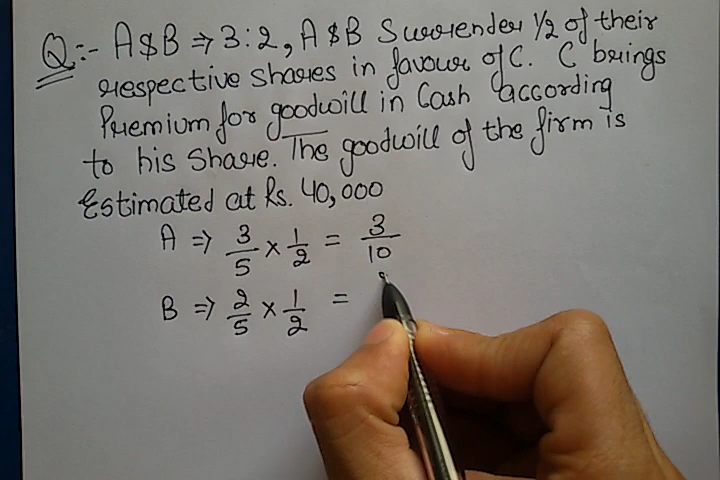 Q:- A & B ⇒ 3:2, A & B Surrender 1/2 of their
respective shares in favour of C. C brings
Premium for goodwill in Cash according
to his Share. The goodwill of the firm is
Estimated at Rs. 40,000
A ⇒ 3/5 × 1/2 = 3/10
B ⇒ 2/5 × 1/2 =